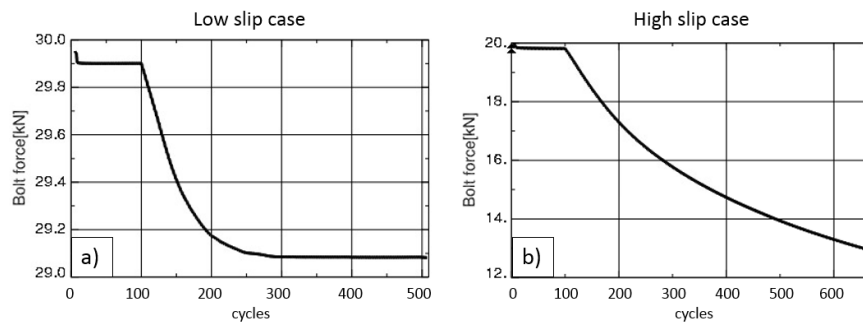 Low slip case
30.0
29.8
29.6
29.4
29.2
29.0
Bolt force[kN]
a)
0 100 200 300 400 500
cycles
High slip case
20.
18.
16.
14.
12.
Bolt force[kN]
b)
0 100 200 300 400 500 600
cycles